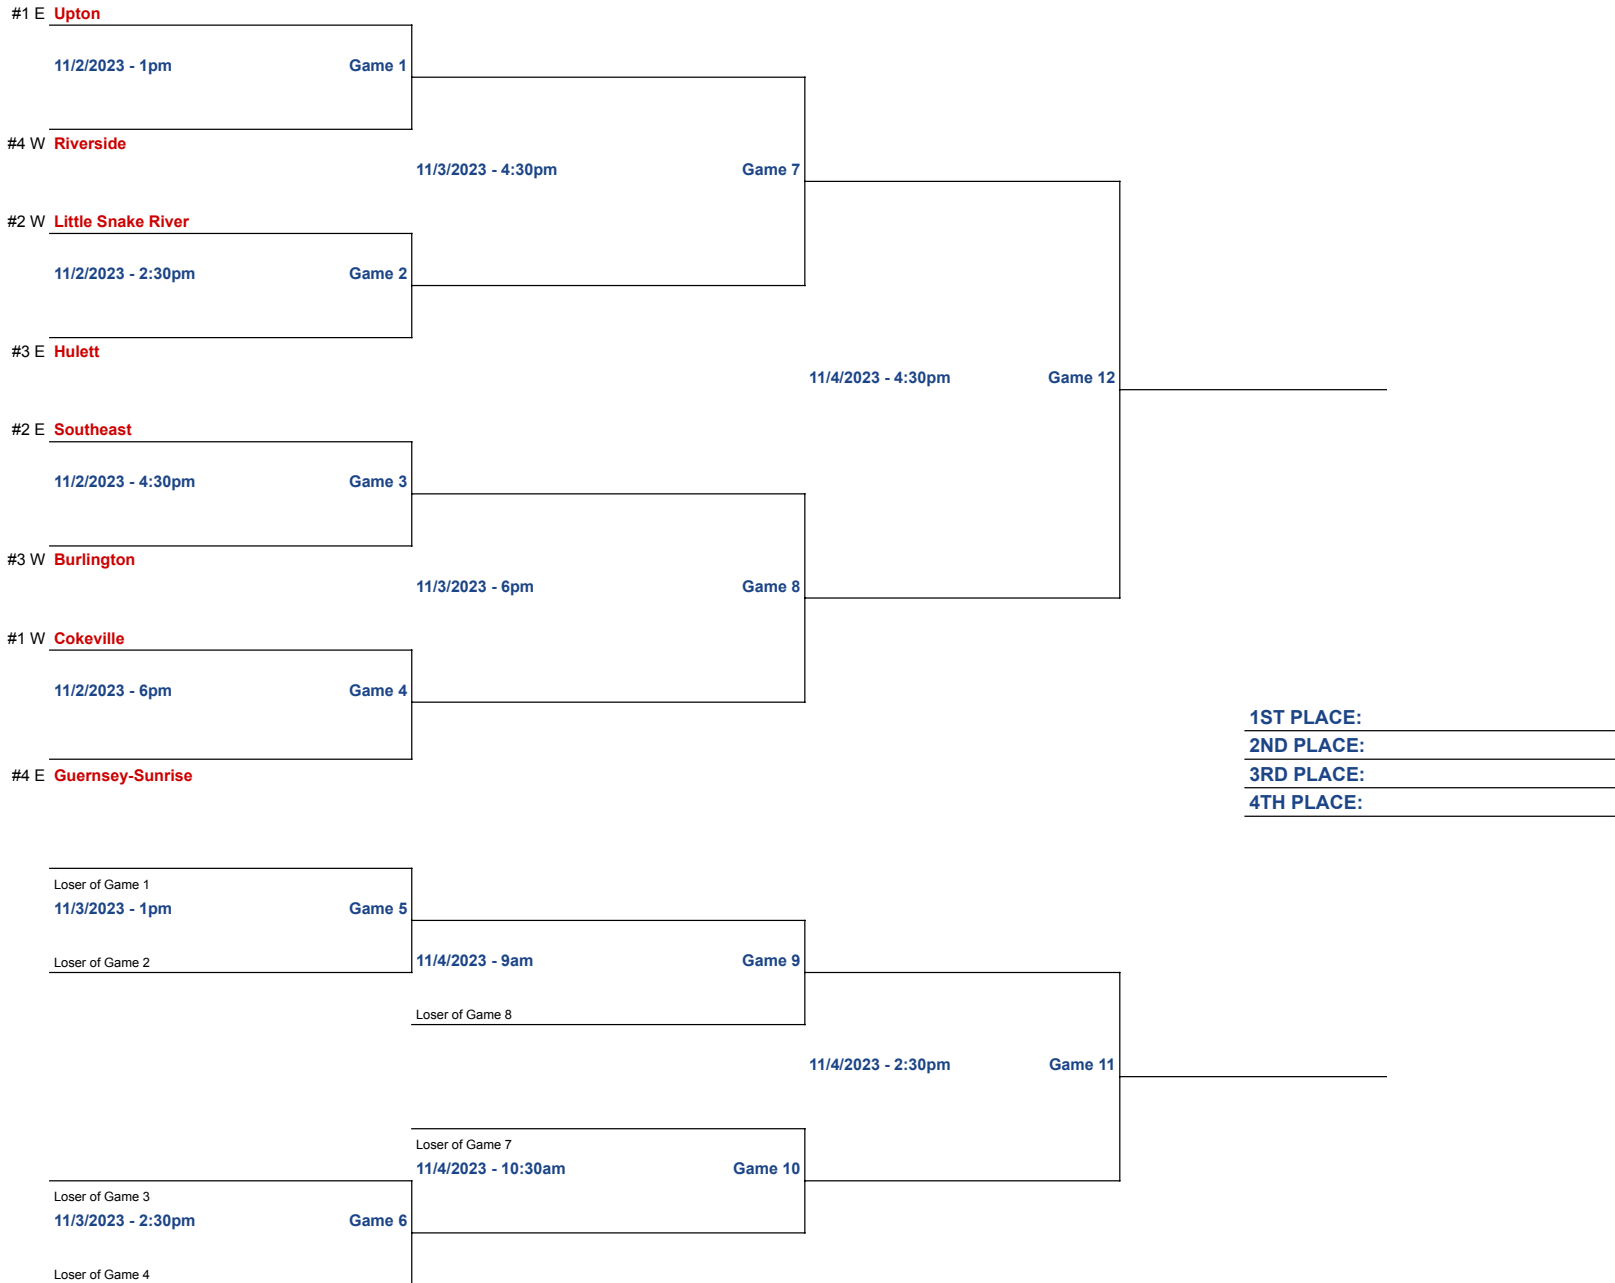 #1 E Upton
11/2/2023 - 1pm Game 1
#4 W Riverside
11/3/2023 - 4:30pm Game 7
#2 W Little Snake River
11/2/2023 - 2:30pm Game 2
#3 E Hulett
11/4/2023 - 4:30pm Game 12
#2 E Southeast
11/2/2023 - 4:30pm Game 3
#3 W Burlington
11/3/2023 - 6pm Game 8
#1 W Cokeville
11/2/2023 - 6pm Game 4
1ST PLACE:
2ND PLACE:
3RD PLACE:
4TH PLACE:
#4 E Guernsey-Sunrise
Loser of Game 1
11/3/2023 - 1pm Game 5
Loser of Game 2
11/4/2023 - 9am Game 9
Loser of Game 8
11/4/2023 - 2:30pm Game 11
Loser of Game 7
11/4/2023 - 10:30am Game 10
Loser of Game 3
11/3/2023 - 2:30pm Game 6
Loser of Game 4